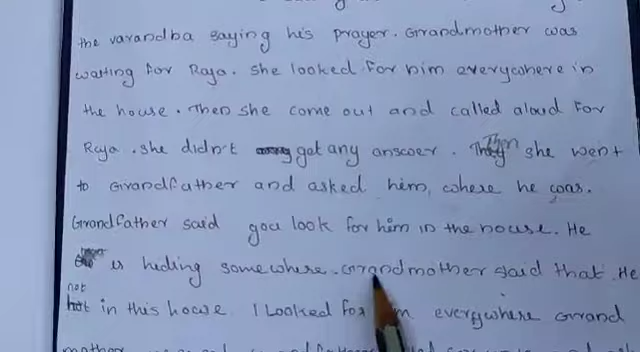 the varandha saying his prayer. Grandmother was
waiting for Raja. She looked for him everywhere in
the house. Then she come out and called aloud for
Raja. she didn't get any answer. Then she went
to Grandfather and asked him, where he was.
Grandfather said you look for him in the house. He
is hiding somewhere. Grandmother said that. He
not in this house. I Looked for everywhere Grand
mother